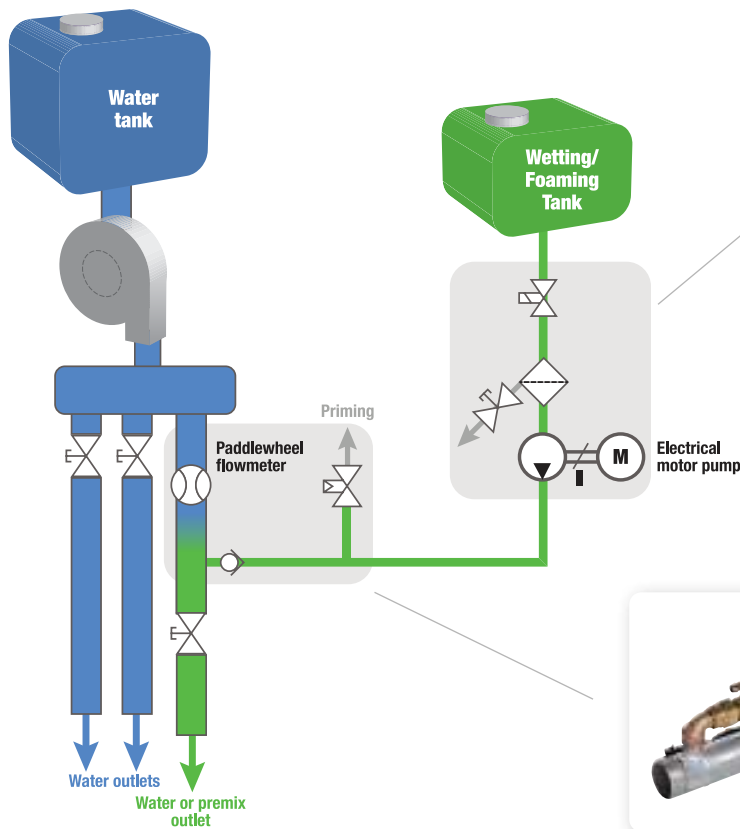 Water
tank
Wetting/
Foaming
Tank
Priming
Paddlewheel
flowmeter
M
Electrical
motor pump
Water outlets
Water or premix
outlet